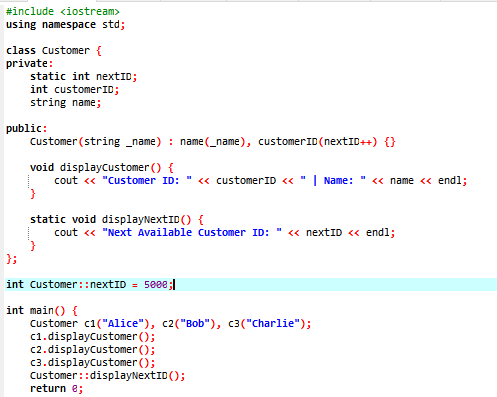 #include <iostream>
using namespace std;
class Customer {
private:
static int nextID;
int customerID;
string name;
public:
Customer(string _name) : name(_name), customerID(nextID++) {}
void displayCustomer() {
cout << "Customer ID: " << customerID << " | Name: " << name << endl;
}
static void displayNextID() {
cout << "Next Available Customer ID: " << nextID << endl;
}
};
int Customer::nextID = 5000;
int main() {
Customer c1("Alice"), c2("Bob"), c3("Charlie");
c1.displayCustomer();
c2.displayCustomer();
c3.displayCustomer();
Customer::displayNextID();
return 0;